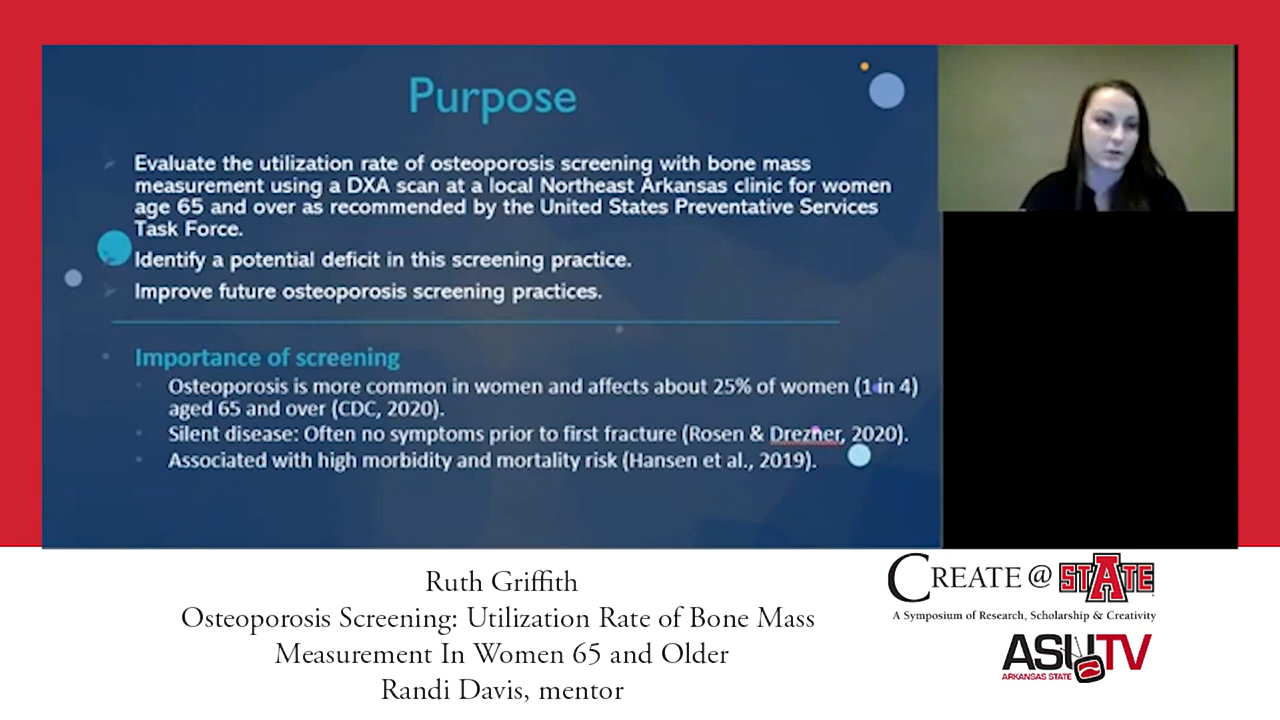 Purpose
Evaluate the utilization rate of osteoporosis screening with bone mass
measurement using a DXA scan at a local Northeast Arkansas clinic for women
age 65 and over as recommended by the United States Preventative Services
Task Force.
Identify a potential deficit in this screening practice.
Improve future osteoporosis screening practices.
Importance of screening
Osteoporosis is more common in women and affects about 25% of women (1 in 4)
aged 65 and over (CDC, 2020).
Silent disease: Often no symptoms prior to first fracture (Rosen & Drezner, 2020).
Associated with high morbidity and mortality risk (Hansen et al., 2019).
Ruth Griffith
Osteoporosis Screening: Utilization Rate of Bone Mass
Measurement In Women 65 and Older
Randi Davis, mentor
CREATE @ STATE
A Symposium of Research, Scholarship & Creativity
ASU TV
ARKANSAS STATE